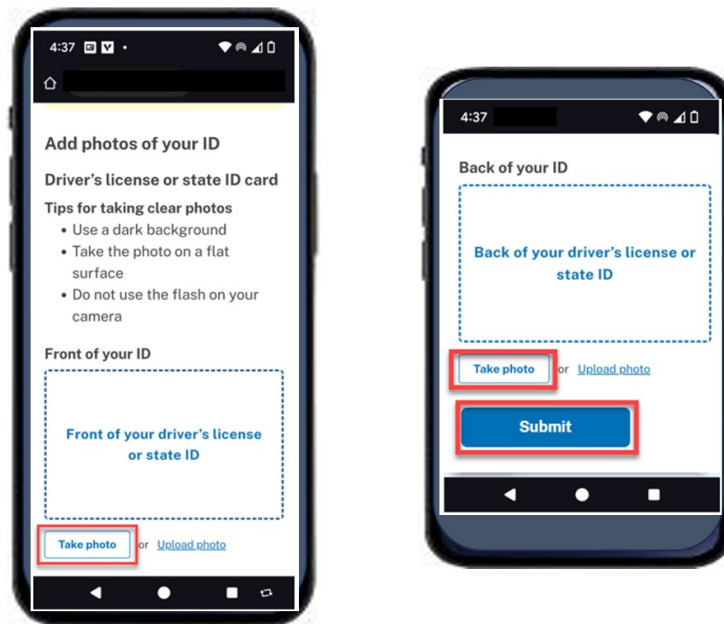 4:37
Add photos of your ID
Driver's license or state ID card
Tips for taking clear photos
• Use a dark background
• Take the photo on a flat
surface
• Do not use the flash on your
camera
Front of your ID
Front of your driver's license
or state ID
Take photo or Upload photo
4:37
Back of your ID
Back of your driver's license or
state ID
Take photo or Upload photo
Submit